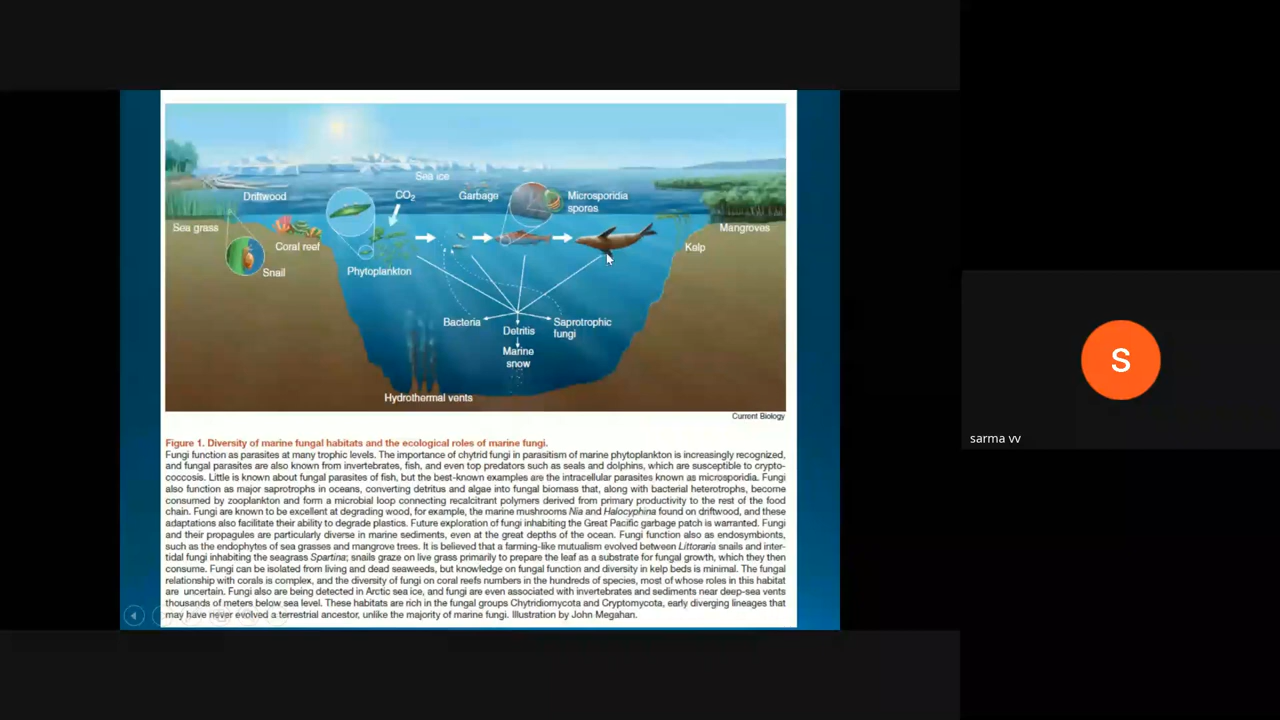 Sea ice
Driftwood
CO2
Garbage
Microsporidia
spores
Sea grass
Mangroves
Coral reef
Kelp
Snail
Phytoplankton
Bacteria
Saprotrophic
fungi
Detritis
Marine
snow
Hydrothermal vents
Current Biology
Figure 1. Diversity of marine fungal habitats and the ecological roles of marine fungi.
Fungi function as parasites at many trophic levels. The importance of chytrid fungi in parasitism of marine phytoplankton is increasingly recognized,
and fungal parasites are also known from invertebrates, fish, and even top predators such as seals and dolphins, which are susceptible to crypto-
coccosis. Little is known about fungal parasites of fish, but the best-known examples are the intracellular parasites known as microsporidia. Fungi
also function as major saprotrophs in oceans, converting detritus and algae into fungal biomass that, along with bacterial heterotrophs, become
consumed by zooplankton and form a microbial loop connecting recalcitrant polymers derived from primary productivity to the rest of the food
chain. Fungi are known to be excellent at degrading wood, for example, the marine mushrooms Nia and Halocyphina found on driftwood, and these
adaptations also facilitate their ability to degrade plastics. Future exploration of fungi inhabiting the Great Pacific garbage patch is warranted. Fungi
and their propagules are particularly diverse in marine sediments, even at the great depths of the ocean. Fungi function also as endosymbionts,
such as the endophytes of sea grasses and mangrove trees. It is believed that a farming-like mutualism evolved between Littoraria snails and inter-
tidal fungi inhabiting the seagrass Spartina; snails graze on live grass primarily to prepare the leaf as a substrate for fungal growth, which they then
consume. Fungi can be isolated from living and dead seaweeds, but knowledge on fungal function and diversity in kelp beds is minimal. The fungal
relationship with corals is complex, and the diversity of fungi on coral reefs numbers in the hundreds of species, most of whose roles in this habitat
are uncertain. Fungi also are being detected in Arctic sea ice, and fungi are even associated with invertebrates and sediments near deep-sea vents
thousands of meters below sea level. These habitats are rich in the fungal groups Chytridiomycota and Cryptomycota, early diverging lineages that
may have never evolved a terrestrial ancestor, unlike the majority of marine fungi. Illustration by John Megahan.
S
sarma vv